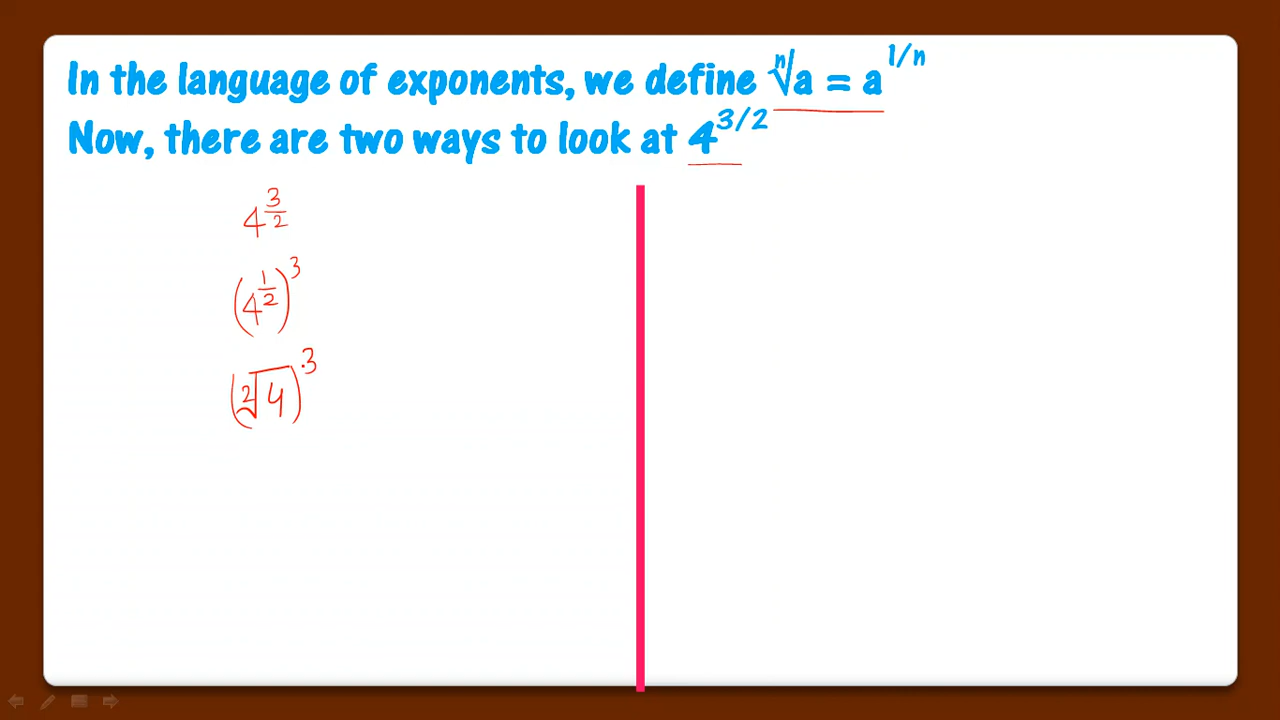 In the language of exponents, we define ⁿ√a = a^1/n
Now, there are two ways to look at 4^3/2
4^3/2
(4^1/2)^3
(²√4)^.3